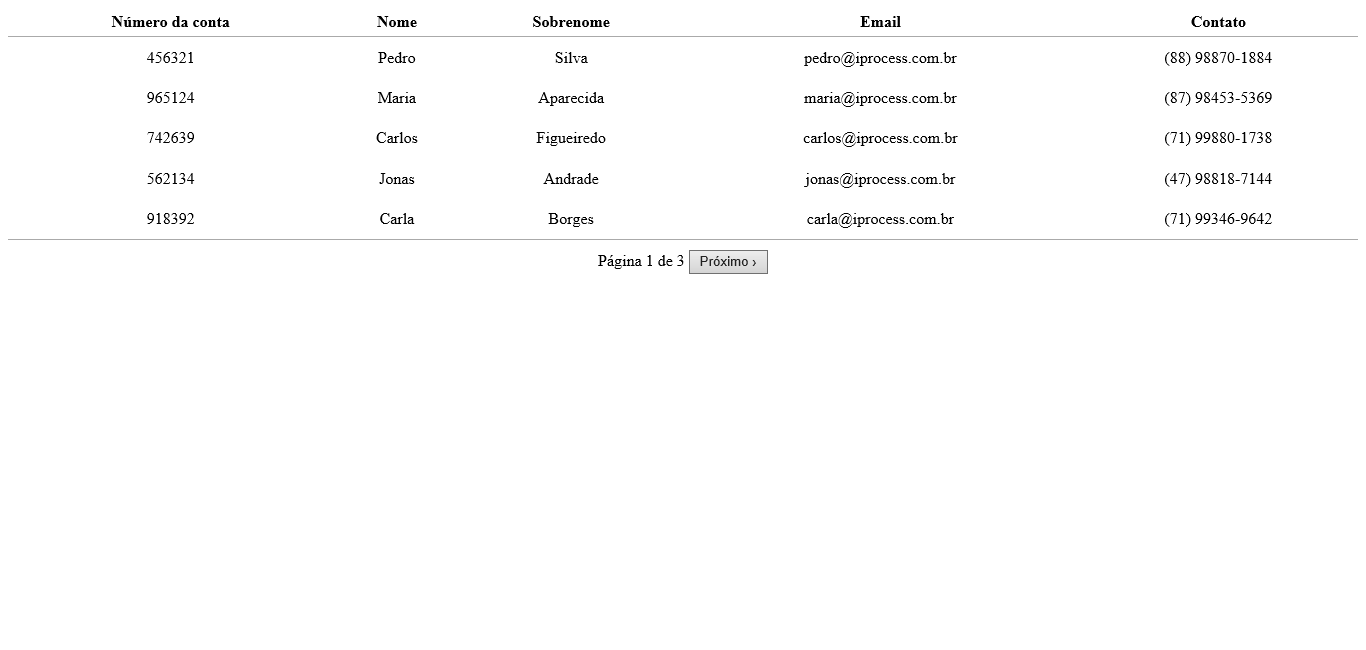 Número da conta Nome Sobrenome Email Contato
456321 Pedro Silva pedro@iprocess.com.br (88) 98870-1884
965124 Maria Aparecida maria@iprocess.com.br (87) 98453-5369
742639 Carlos Figueiredo carlos@iprocess.com.br (71) 99880-1738
562134 Jonas Andrade jonas@iprocess.com.br (47) 98818-7144
918392 Carla Borges carla@iprocess.com.br (71) 99346-9642
Página 1 de 3 Próximo ›